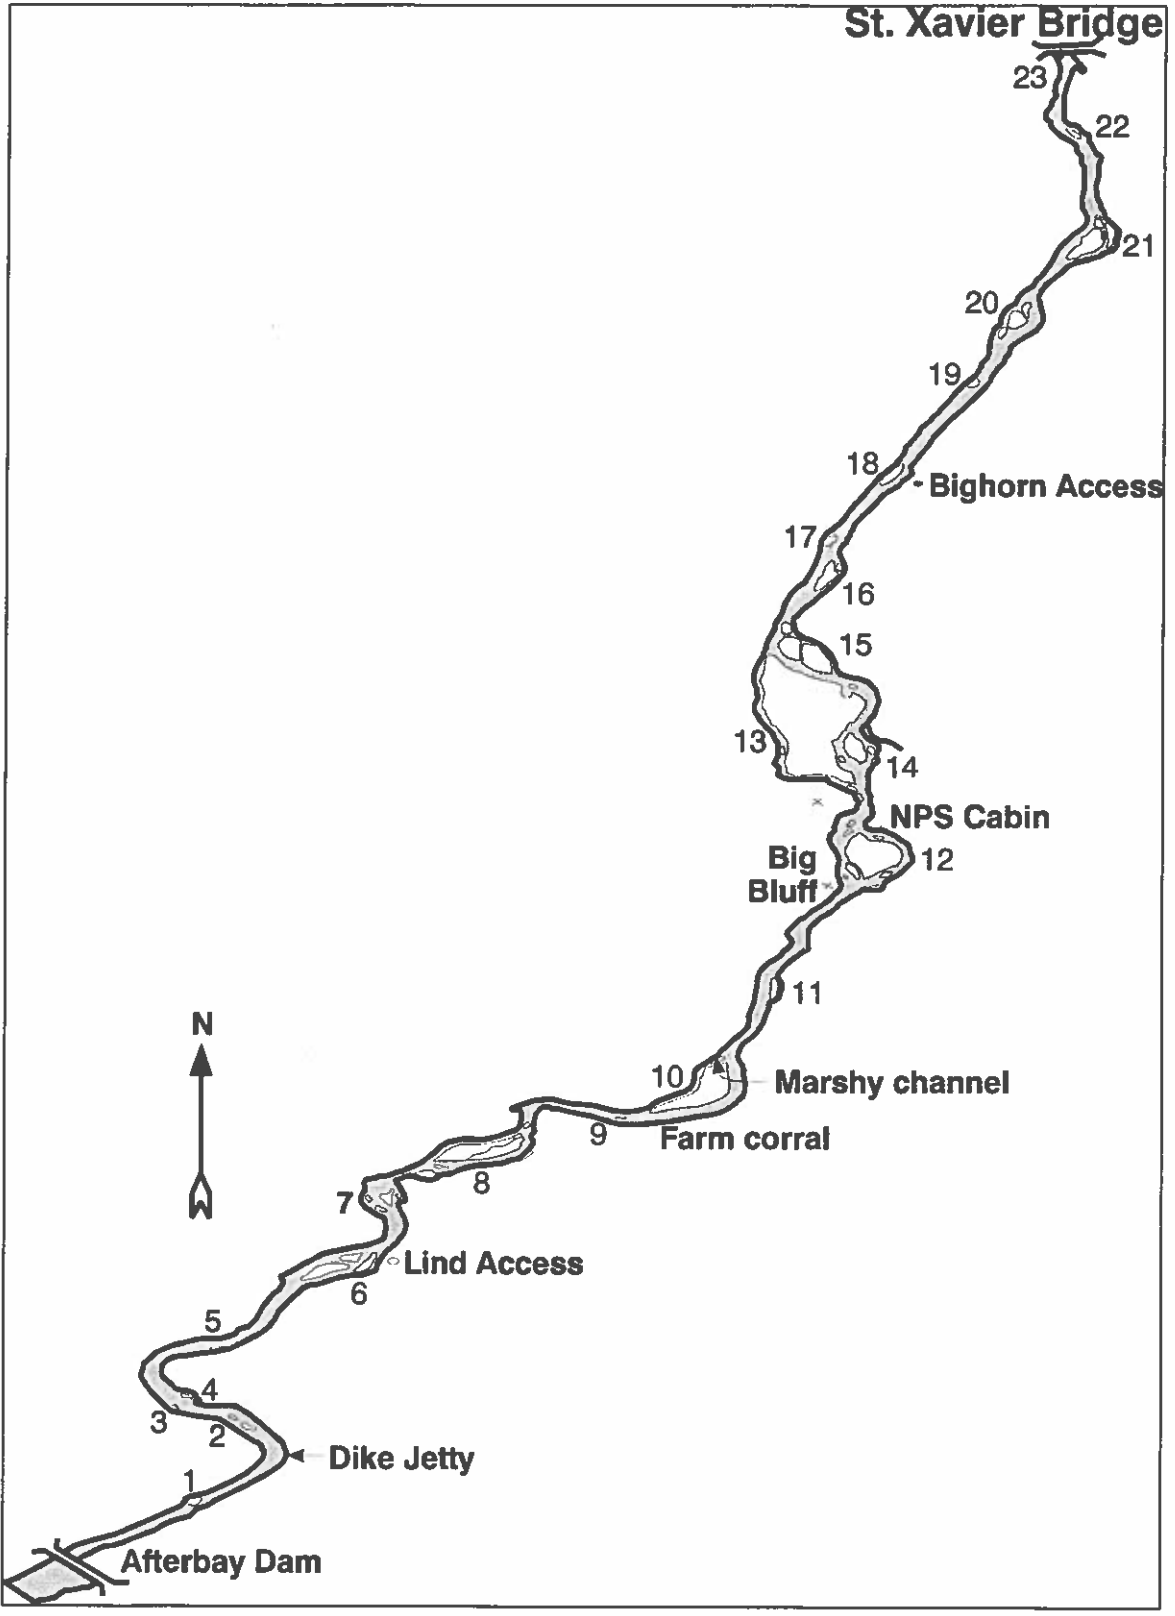 St. Xavier Bridge
23
22
21
20
19
18
Bighorn Access
17
16
15
13
14
NPS Cabin
Big
Bluff
12
11
N
10
Marshy channel
9
Farm corral
8
7
Lind Access
6
5
4
3
2
Dike Jetty
1
Afterbay Dam